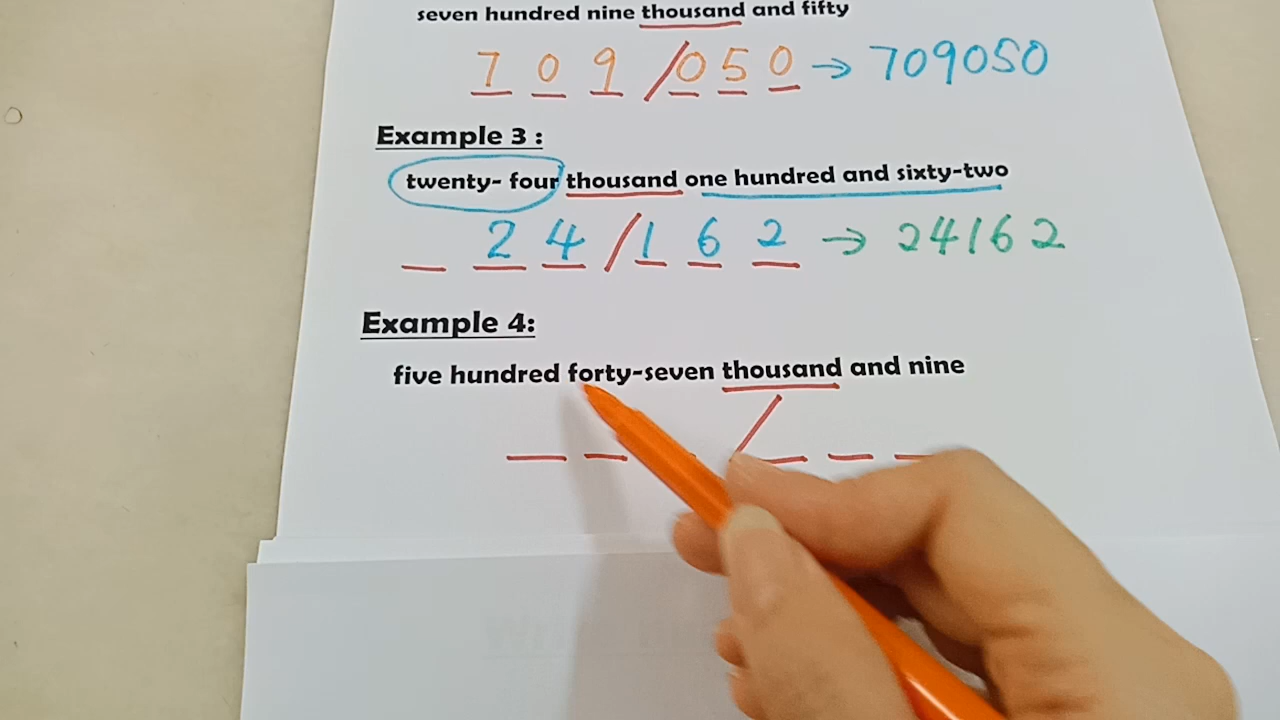 seven hundred nine thousand and fifty
7 0 9 / 0 5 0 → 709050
Example 3 :
twenty- four thousand one hundred and sixty-two
_ 2 4 / 1 6 2 → 24162
Example 4:
five hundred forty-seven thousand and nine